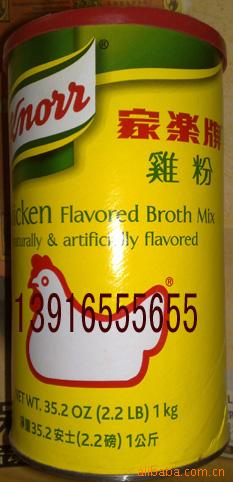 Knorr
®
家樂牌
雞粉
icken Flavored Broth Mix
naturally & artificially flavored
®
13916555655
NET WT. 35.2 OZ (2.2 LB) 1 kg
淨重35.2 安士(2.2磅) 1公斤
alibaba.com.cn